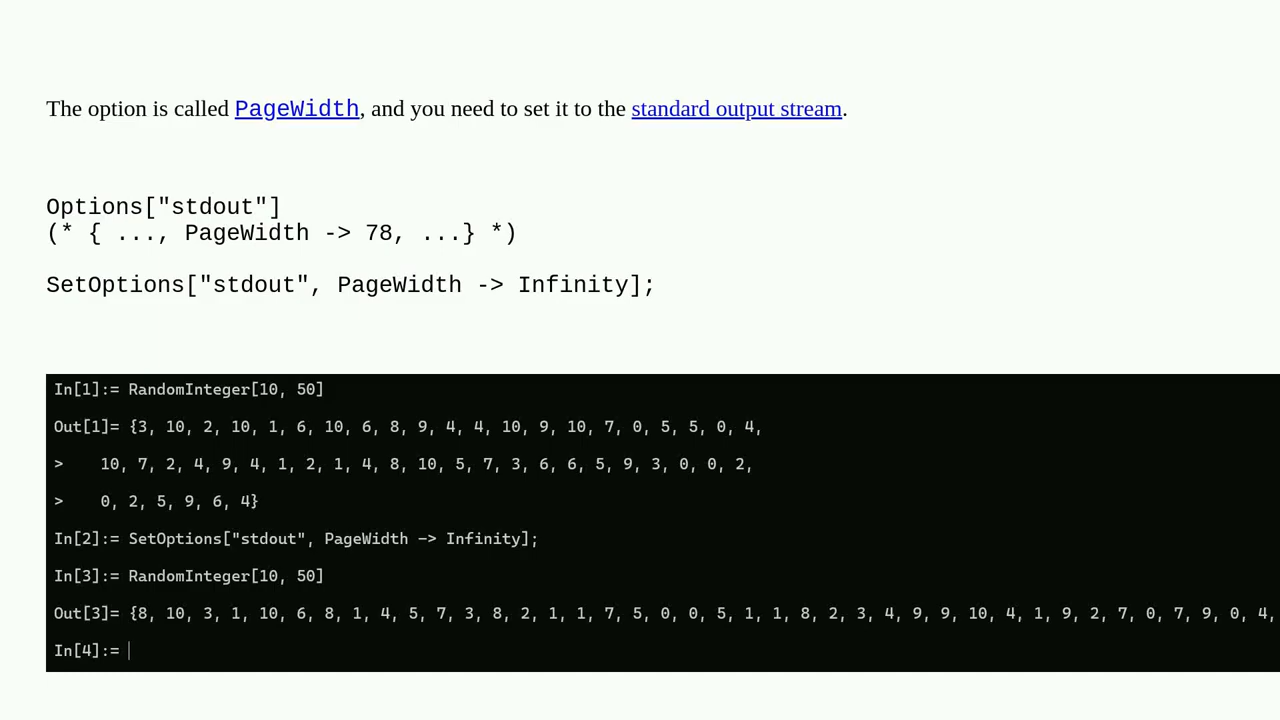 The option is called PageWidth, and you need to set it to the standard output stream.
Options["stdout"]
(* { ..., PageWidth -> 78, ...} *)
SetOptions["stdout", PageWidth -> Infinity];
In[1]:= RandomInteger[10, 50]
Out[1]= {3, 10, 2, 10, 1, 6, 10, 6, 8, 9, 4, 4, 10, 9, 10, 7, 0, 5, 5, 0, 4,
>    10, 7, 2, 4, 9, 4, 1, 2, 1, 4, 8, 10, 5, 7, 3, 6, 6, 5, 9, 3, 0, 0, 2,
>    0, 2, 5, 9, 6, 4}
In[2]:= SetOptions["stdout", PageWidth -> Infinity];
In[3]:= RandomInteger[10, 50]
Out[3]= {8, 10, 3, 1, 10, 6, 8, 1, 4, 5, 7, 3, 8, 2, 1, 1, 7, 5, 0, 0, 5, 1, 1, 8, 2, 3, 4, 9, 9, 10, 4, 1, 9, 2, 7, 0, 7, 9, 0, 4,
In[4]:=